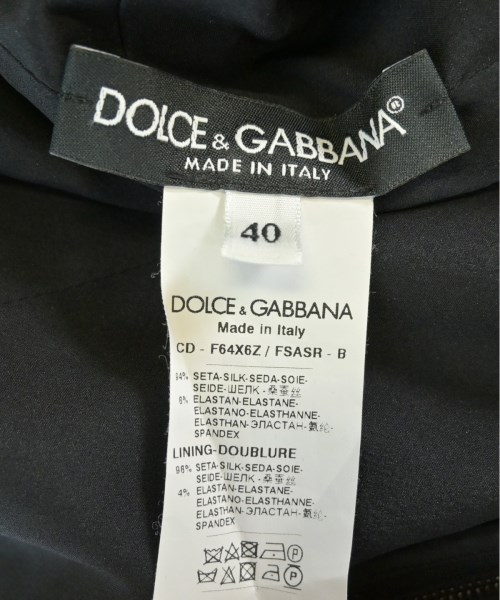 DOLCE & GABBANA®
MADE IN ITALY
40
DOLCE & GABBANA
Made in Italy
CD - F64X6Z / FSASR - B
94% SETA-SILK-SEDA-SOIE-
SEIDE-ШЕЛК-桑蚕丝
6% ELASTAN-ELASTANE-
ELASTANO-ELASTHANNE-
ELASTHAN-ЭЛАСТАН-氨纶-
SPANDEX
LINING-DOUBLURE
96% SETA-SILK-SEDA-SOIE-
SEIDE-ШЕЛК-桑蚕丝
4% ELASTAN-ELASTANE-
ELASTANO-ELASTHANNE-
ELASTHAN-ЭЛАСТАН-氨纶-
SPANDEX